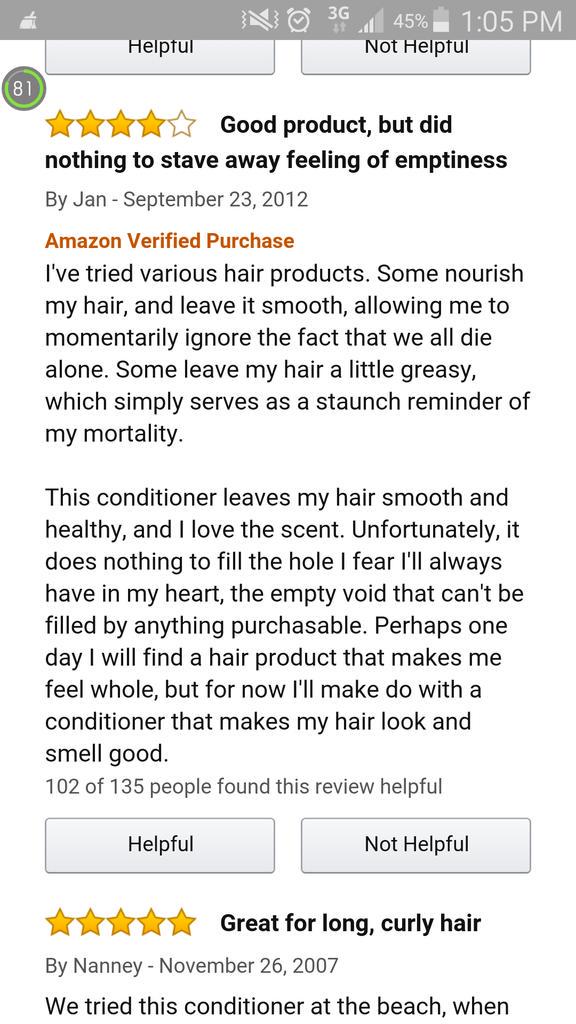 3G 45% 1:05 PM
Helpful Not Helpful
81
Good product, but did
nothing to stave away feeling of emptiness
By Jan - September 23, 2012
Amazon Verified Purchase
I've tried various hair products. Some nourish
my hair, and leave it smooth, allowing me to
momentarily ignore the fact that we all die
alone. Some leave my hair a little greasy,
which simply serves as a staunch reminder of
my mortality.
This conditioner leaves my hair smooth and
healthy, and I love the scent. Unfortunately, it
does nothing to fill the hole I fear I'll always
have in my heart, the empty void that can't be
filled by anything purchasable. Perhaps one
day I will find a hair product that makes me
feel whole, but for now I'll make do with a
conditioner that makes my hair look and
smell good.
102 of 135 people found this review helpful
Helpful Not Helpful
Great for long, curly hair
By Nanney - November 26, 2007
We tried this conditioner at the beach, when